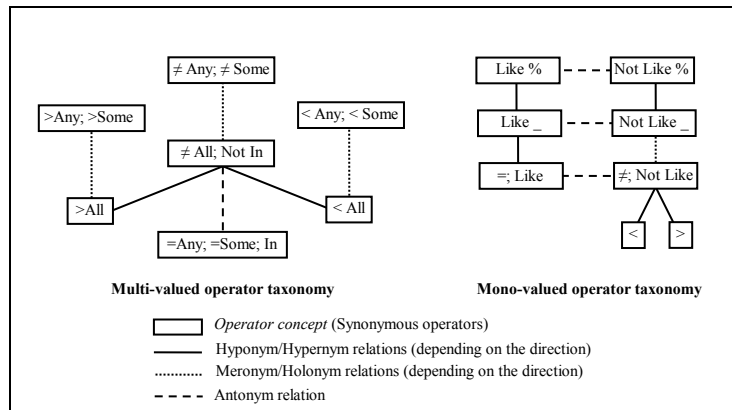 ≠ Any; ≠ Some
>Any; >Some
< Any; < Some
≠ All; Not In
>All
< All
=Any; =Some; In
Multi-valued operator taxonomy
Like %
Not Like %
Like _
Not Like _
=; Like
≠; Not Like
<
>
Mono-valued operator taxonomy
Operator concept (Synonymous operators)
Hyponym/Hypernym relations (depending on the direction)
Meronym/Holonym relations (depending on the direction)
Antonym relation